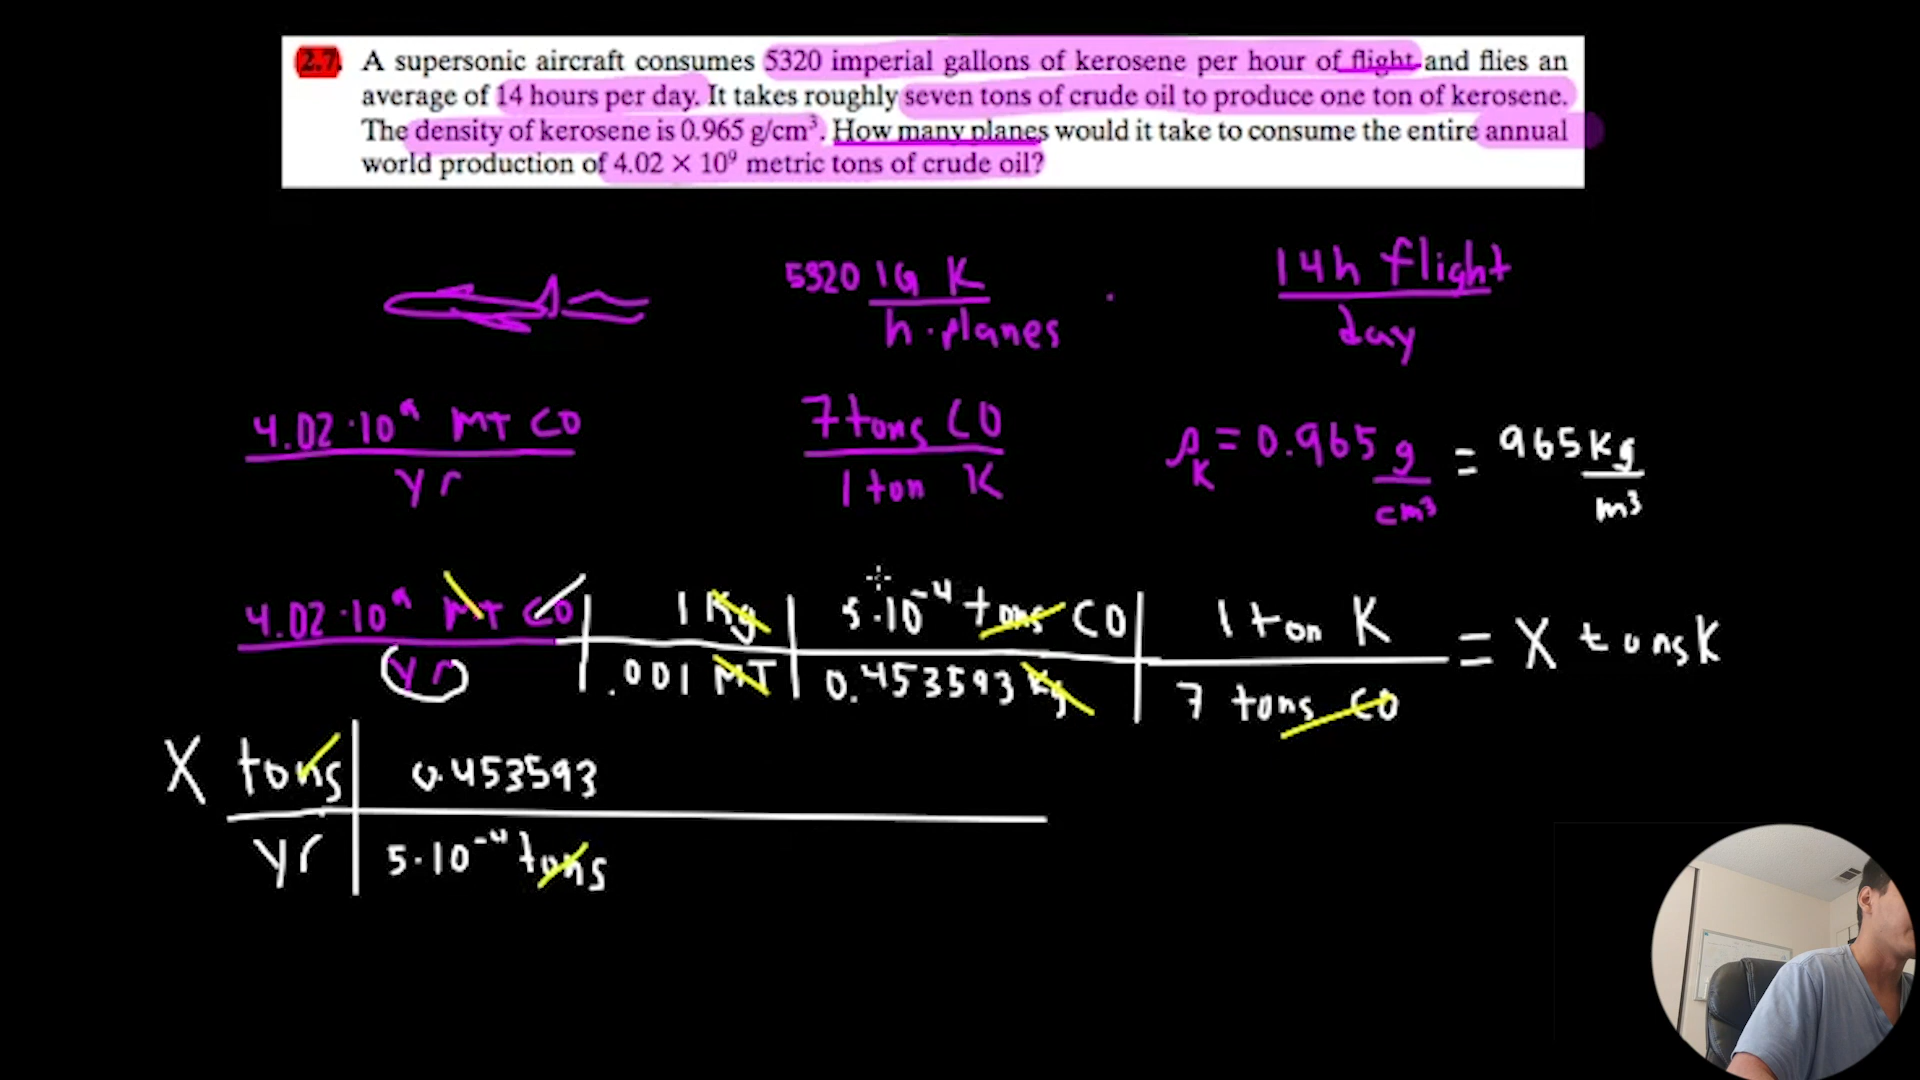 2.7. A supersonic aircraft consumes 5320 imperial gallons of kerosene per hour of flight and flies an
average of 14 hours per day. It takes roughly seven tons of crude oil to produce one ton of kerosene.
The density of kerosene is 0.965 g/cm³. How many planes would it take to consume the entire annual
world production of 4.02 × 10⁹ metric tons of crude oil?
5320 IG K
h · planes
·
14h flight
day
4.02·10⁹ MT CO
yr
7 tons CO
1 ton K
ρK = 0.965 g
cm³
= 965 kg
m³
4.02·10⁹ MT CO | 1 Kg | 5·10⁻⁴ tons CO | 1 ton K = X tons K
yr | .001 MT | 0.453593 kg | 7 tons CO
X tons | 0.453593
yr | 5·10⁻⁴ tons